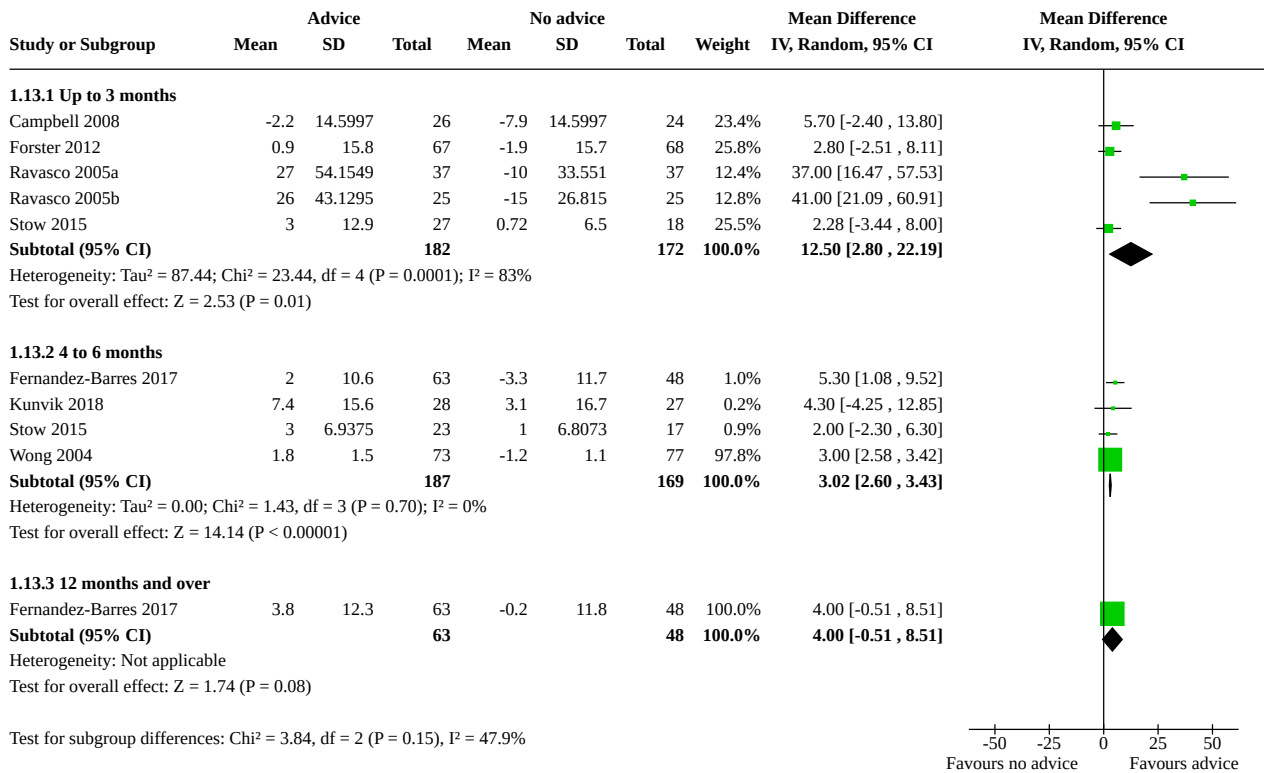 Advice No advice Mean Difference Mean Difference
Study or Subgroup Mean SD Total Mean SD Total Weight IV, Random, 95% CI IV, Random, 95% CI
1.13.1 Up to 3 months
Campbell 2008 -2.2 14.5997 26 -7.9 14.5997 24 23.4% 5.70 [-2.40 , 13.80]
Forster 2012 0.9 15.8 67 -1.9 15.7 68 25.8% 2.80 [-2.51 , 8.11]
Ravasco 2005a 27 54.1549 37 -10 33.551 37 12.4% 37.00 [16.47 , 57.53]
Ravasco 2005b 26 43.1295 25 -15 26.815 25 12.8% 41.00 [21.09 , 60.91]
Stow 2015 3 12.9 27 0.72 6.5 18 25.5% 2.28 [-3.44 , 8.00]
Subtotal (95% CI) 182 172 100.0% 12.50 [2.80 , 22.19]
Heterogeneity: Tau² = 87.44; Chi² = 23.44, df = 4 (P = 0.0001); I² = 83%
Test for overall effect: Z = 2.53 (P = 0.01)
1.13.2 4 to 6 months
Fernandez-Barres 2017 2 10.6 63 -3.3 11.7 48 1.0% 5.30 [1.08 , 9.52]
Kunvik 2018 7.4 15.6 28 3.1 16.7 27 0.2% 4.30 [-4.25 , 12.85]
Stow 2015 3 6.9375 23 1 6.8073 17 0.9% 2.00 [-2.30 , 6.30]
Wong 2004 1.8 1.5 73 -1.2 1.1 77 97.8% 3.00 [2.58 , 3.42]
Subtotal (95% CI) 187 169 100.0% 3.02 [2.60 , 3.43]
Heterogeneity: Tau² = 0.00; Chi² = 1.43, df = 3 (P = 0.70); I² = 0%
Test for overall effect: Z = 14.14 (P < 0.00001)
1.13.3 12 months and over
Fernandez-Barres 2017 3.8 12.3 63 -0.2 11.8 48 100.0% 4.00 [-0.51 , 8.51]
Subtotal (95% CI) 63 48 100.0% 4.00 [-0.51 , 8.51]
Heterogeneity: Not applicable
Test for overall effect: Z = 1.74 (P = 0.08)
Test for subgroup differences: Chi² = 3.84, df = 2 (P = 0.15), I² = 47.9%
-50 -25 0 25 50
Favours no advice Favours advice